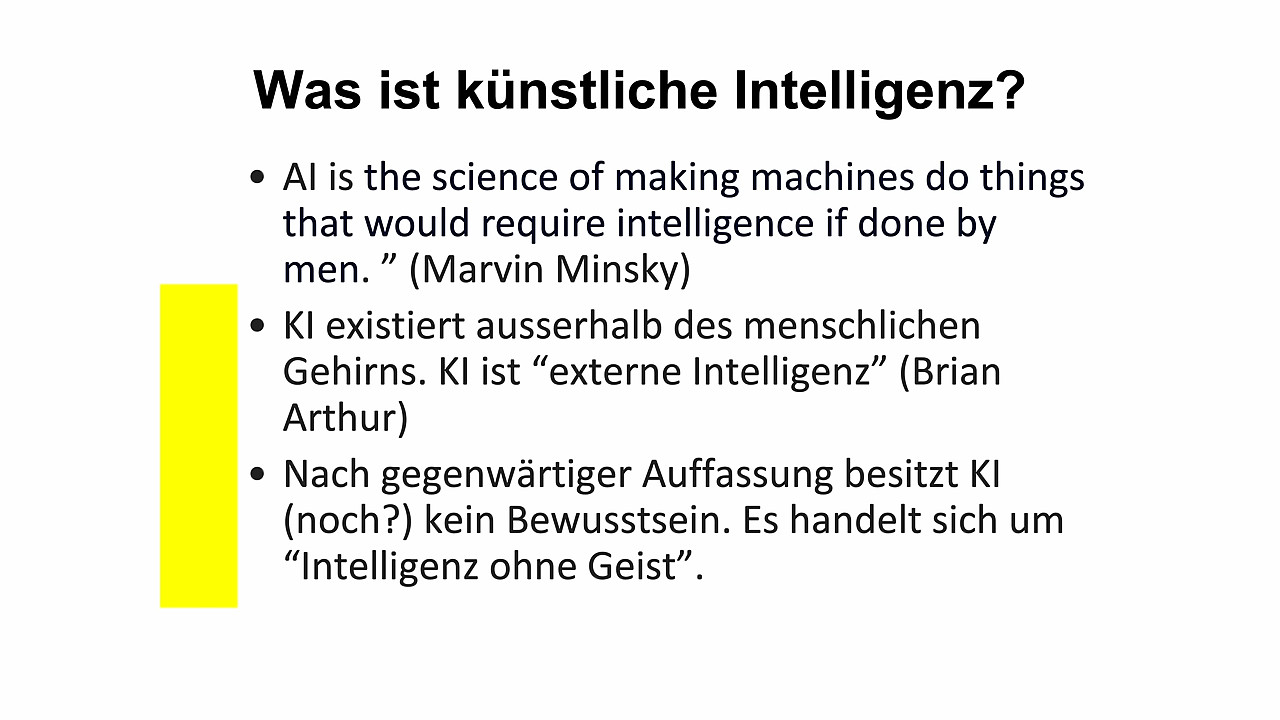 Was ist künstliche Intelligenz?
• AI is the science of making machines do things
that would require intelligence if done by
men. ” (Marvin Minsky)
• KI existiert ausserhalb des menschlichen
Gehirns. KI ist “externe Intelligenz” (Brian
Arthur)
• Nach gegenwärtiger Auffassung besitzt KI
(noch?) kein Bewusstsein. Es handelt sich um
“Intelligenz ohne Geist”.